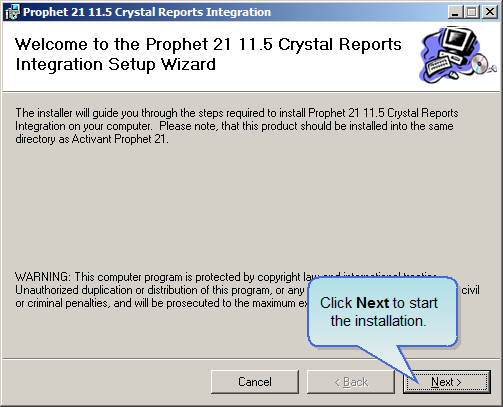 Prophet 21 11.5 Crystal Reports Integration
Welcome to the Prophet 21 11.5 Crystal Reports
Integration Setup Wizard
The installer will guide you through the steps required to install Prophet 21 11.5 Crystal Reports
Integration on your computer. Please note, that this product should be installed into the same
directory as Activant Prophet 21.
WARNING: This computer program is protected by copyright law and international treaties.
Unauthorized duplication or distribution of this program, or any civil
or criminal penalties, and will be prosecuted to the maximum
Click Next to start
the installation.
Cancel
< Back
Next >